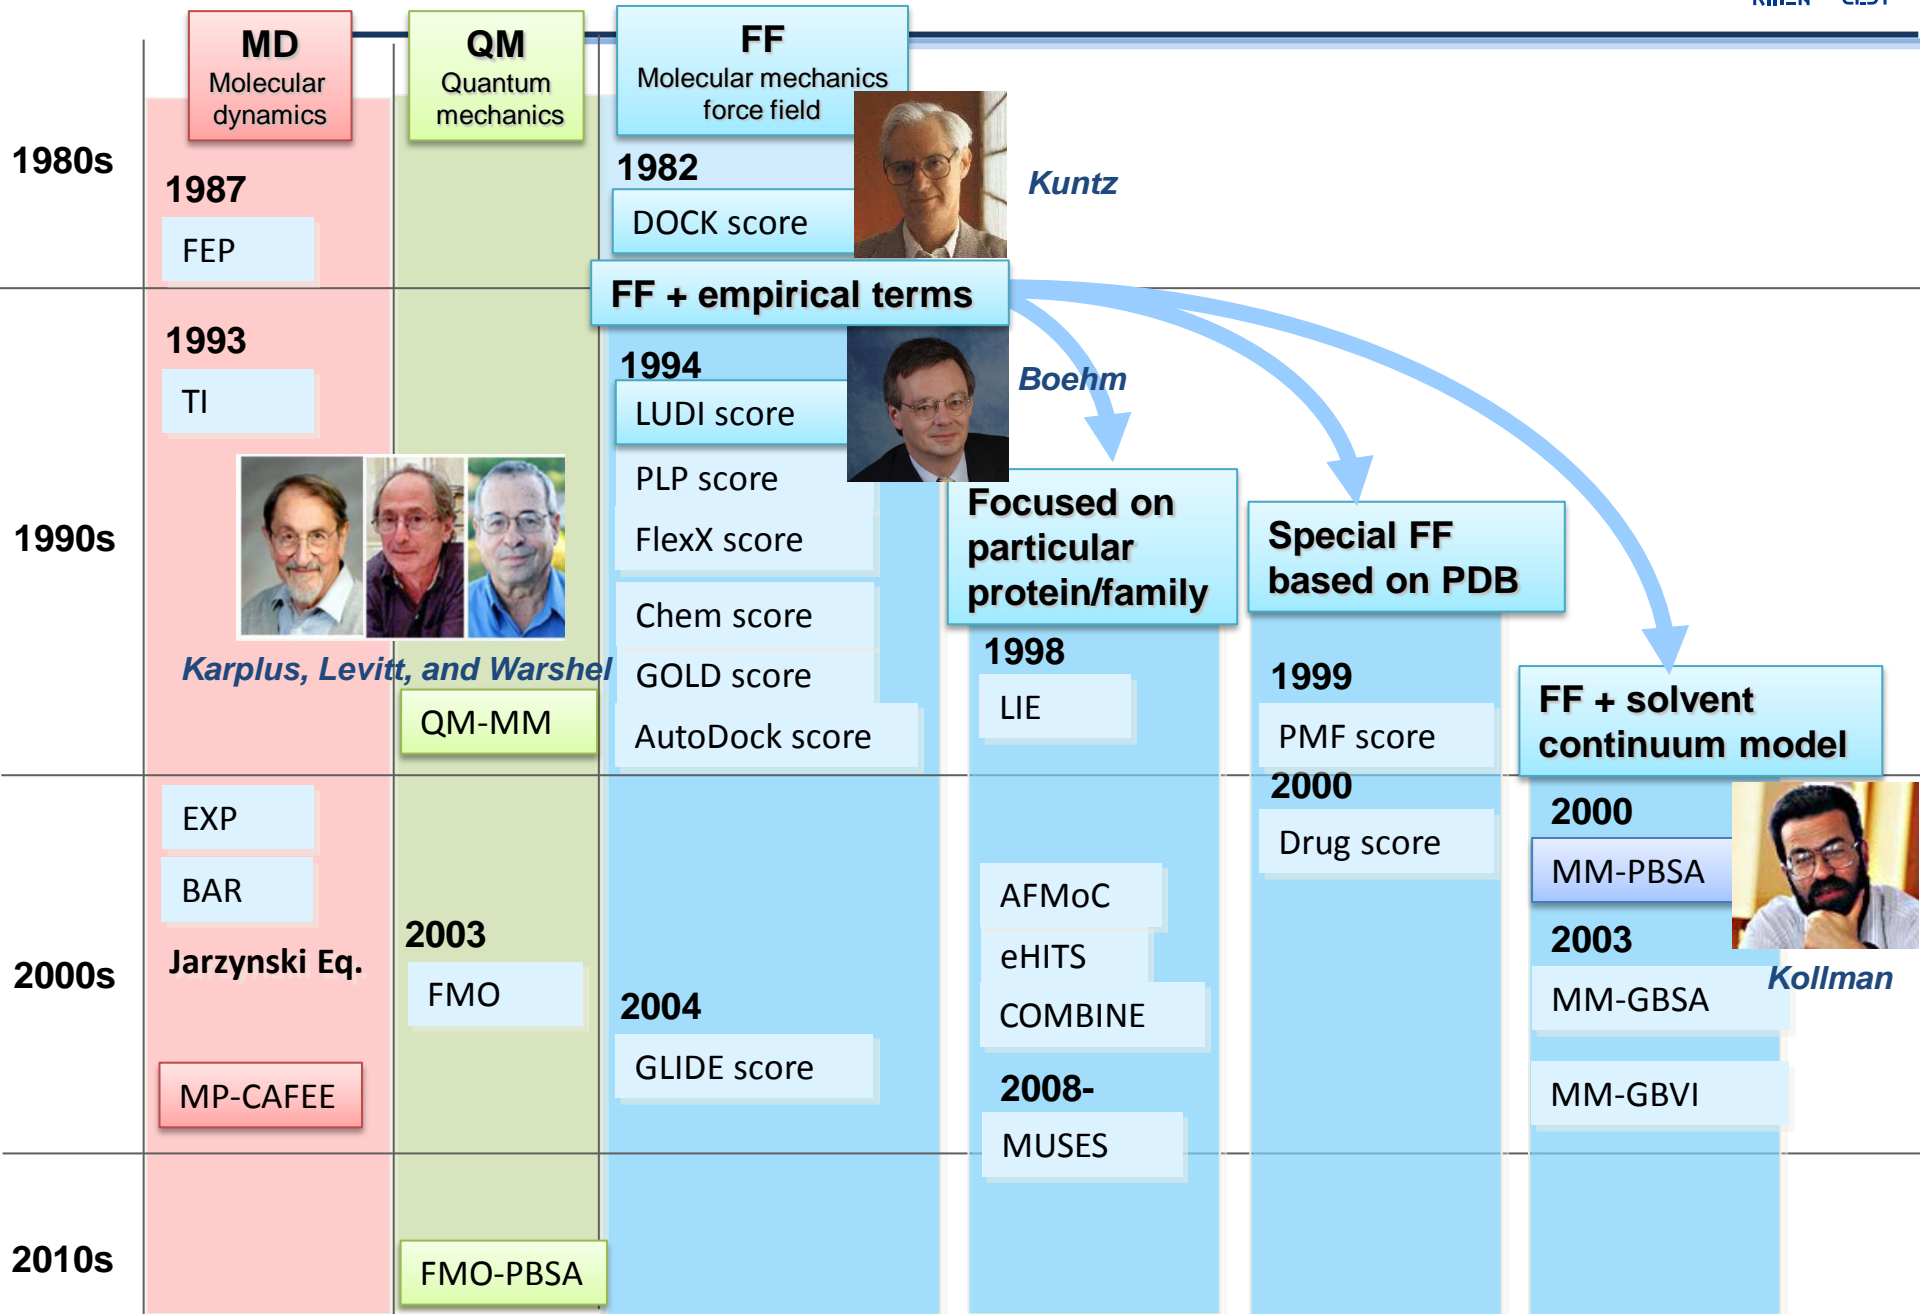 MD
Molecular
dynamics
QM
Quantum
mechanics
FF
Molecular mechanics
force field
1980s
1987
FEP
1982
DOCK score
Kuntz
FF + empirical terms
1990s
1993
TI
Karplus, Levitt, and Warshel
QM-MM
1994
LUDI score
Boehm
PLP score
FlexX score
Chem score
GOLD score
AutoDock score
Focused on
particular
protein/family
1998
LIE
Special FF
based on PDB
1999
PMF score
2000
Drug score
FF + solvent
continuum model
2000
MM-PBSA
2003
Kollman
MM-GBSA
MM-GBVI
2000s
EXP
BAR
Jarzynski Eq.
MP-CAFEE
2003
FMO
2004
GLIDE score
AFMoC
eHITS
COMBINE
2008-
MUSES
2010s
FMO-PBSA